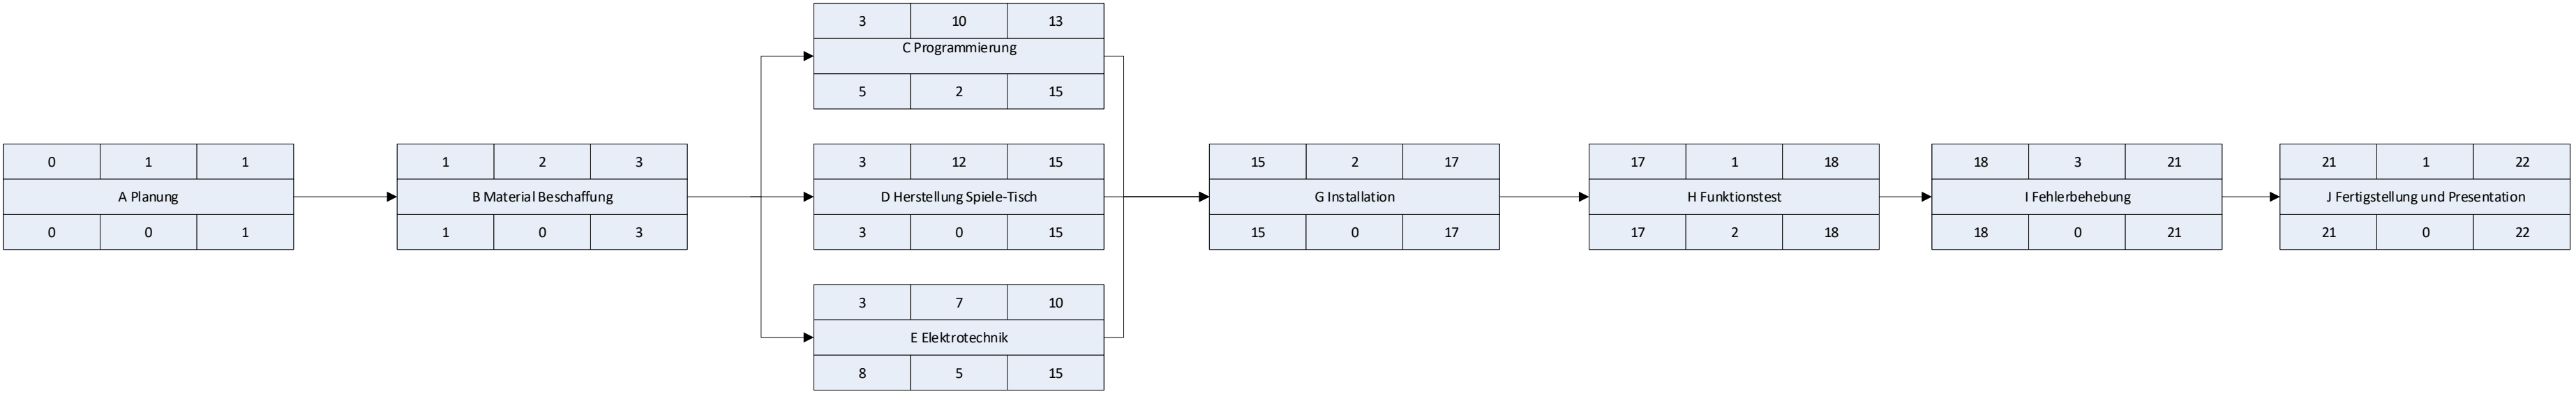 3 10 13
C Programmierung
5 2 15
0 1 1
A Planung
0 0 1
1 2 3
B Material Beschaffung
1 0 3
3 12 15
D Herstellung Spiele-Tisch
3 0 15
3 7 10
E Elektrotechnik
8 5 15
15 2 17
G Installation
15 0 17
17 1 18
H Funktionstest
17 2 18
18 3 21
I Fehlerbehebung
18 0 21
21 1 22
J Fertigstellung und Presentation
21 0 22